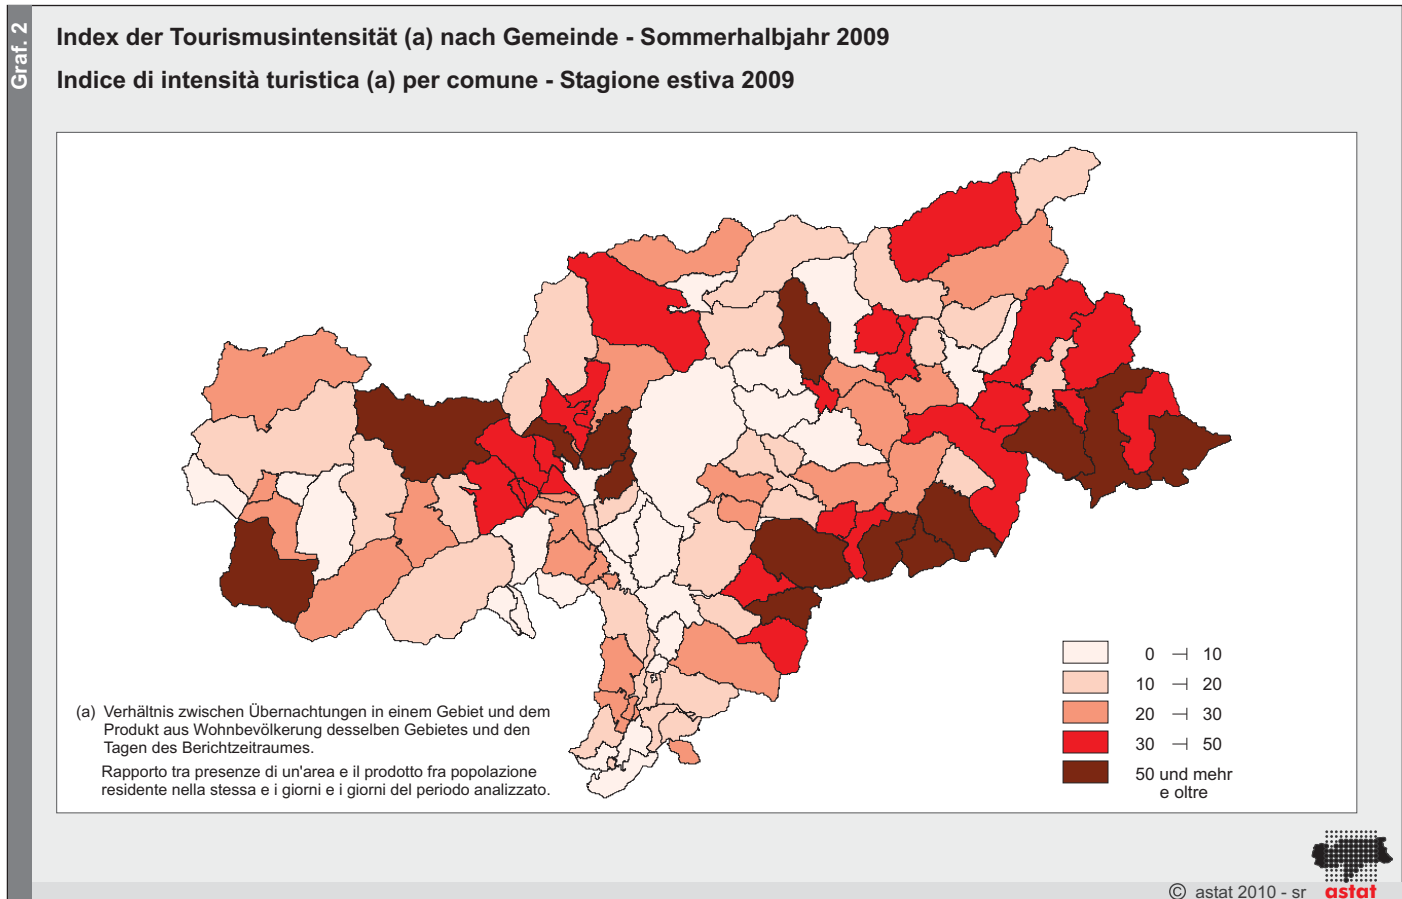 Graf. 2
Index der Tourismusintensität (a) nach Gemeinde - Sommerhalbjahr 2009
Indice di intensità turistica (a) per comune - Stagione estiva 2009
0 ⊣ 10
10 ⊣ 20
20 ⊣ 30
30 ⊣ 50
50 und mehr
e oltre
(a) Verhältnis zwischen Übernachtungen in einem Gebiet und dem
Produkt aus Wohnbevölkerung desselben Gebietes und den
Tagen des Berichtzeitraumes.
Rapporto tra presenze di un'area e il prodotto fra popolazione
residente nella stessa e i giorni e i giorni del periodo analizzato.
© astat 2010 - sr
astat